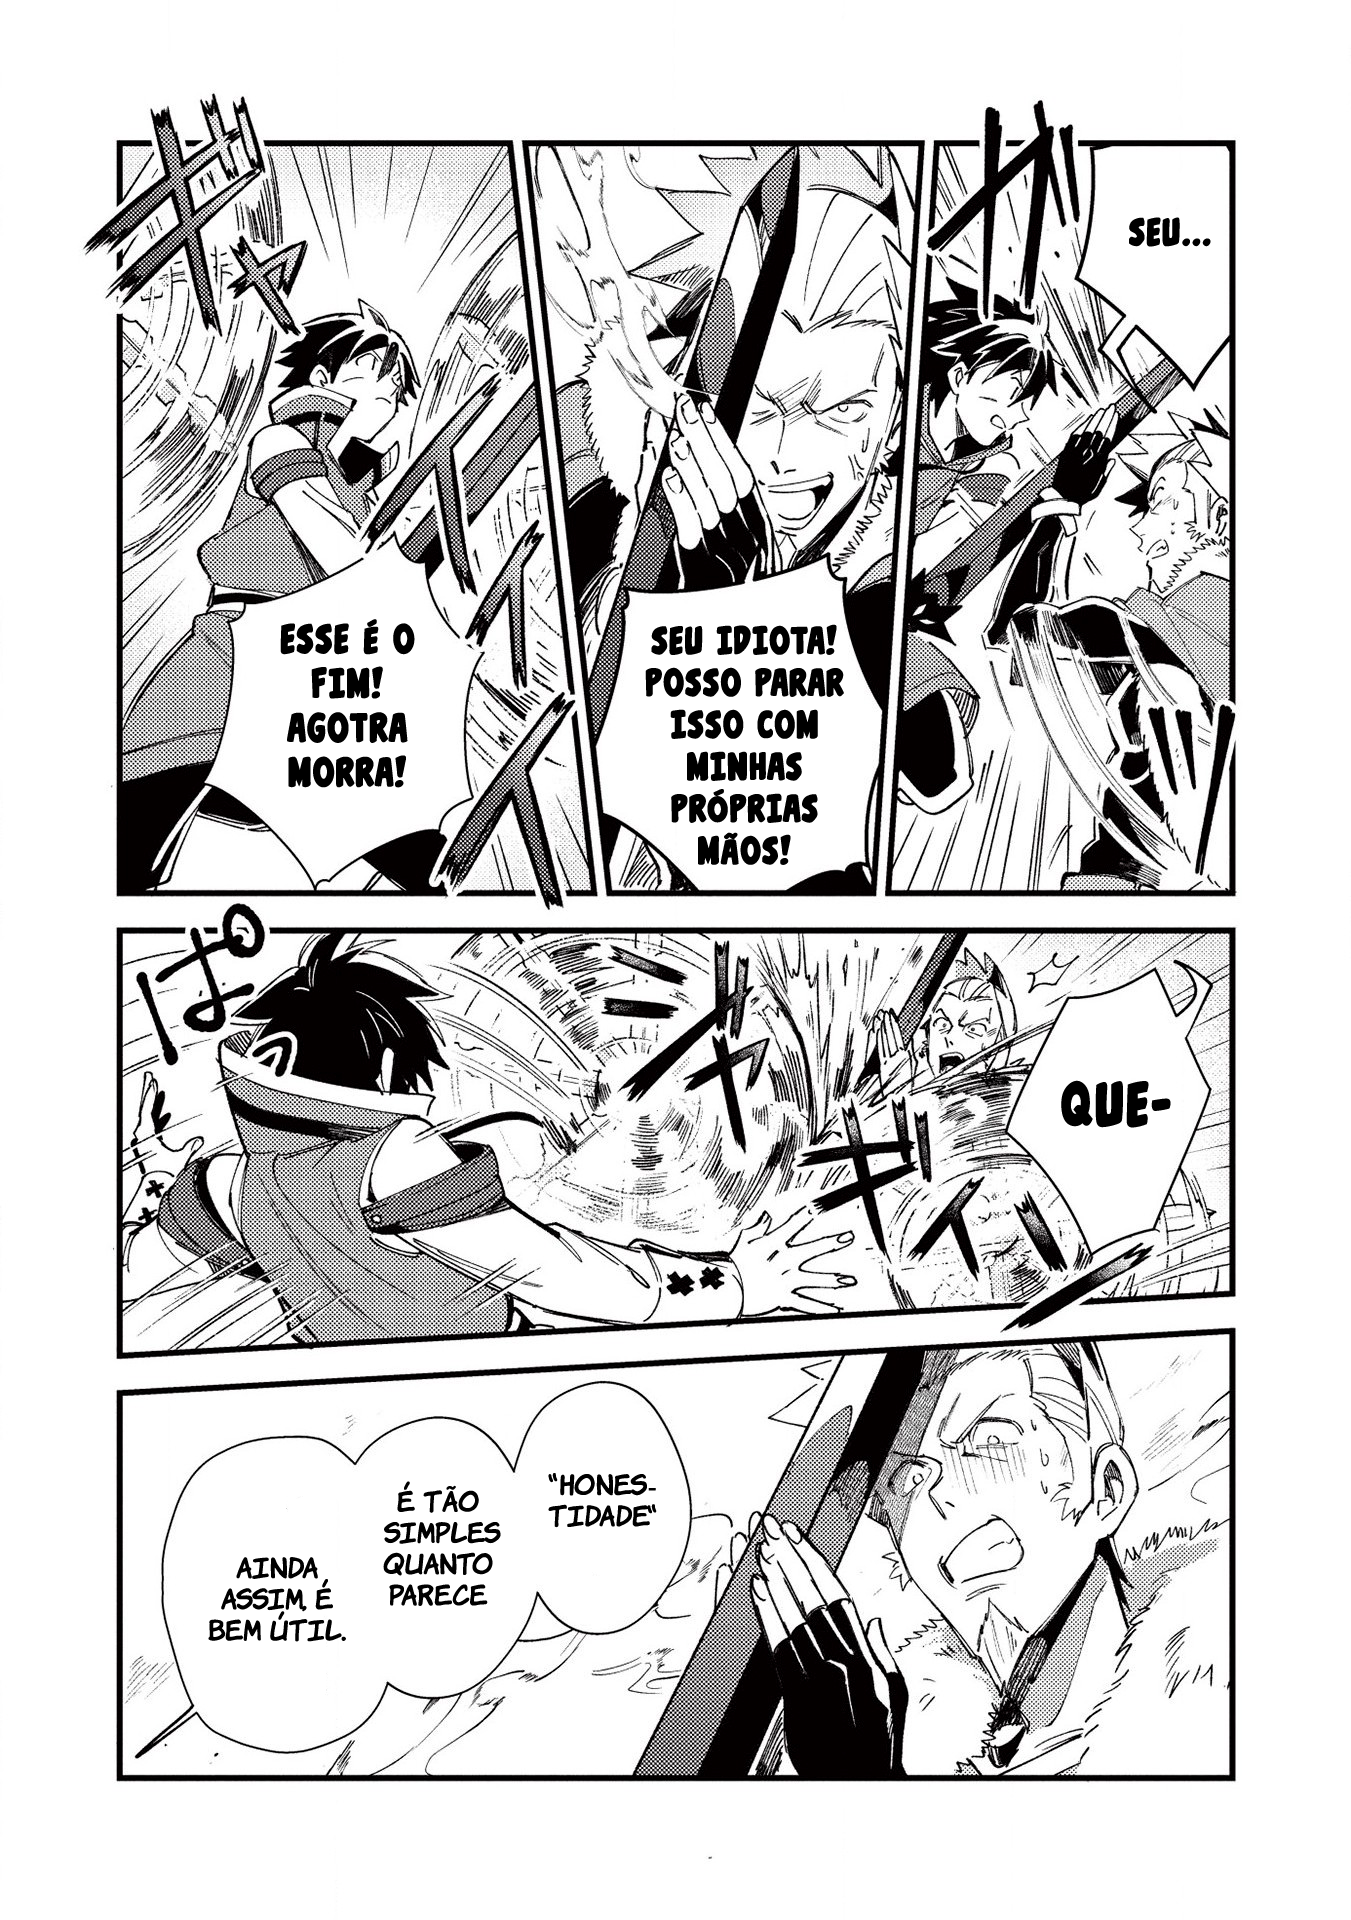 SEU...
SEU IDIOTA!
POSSO PARAR
ISSO COM
MINHAS
PRÓPRIAS
MÃOS!
ESSE É O
FIM!
AGOTRA
MORRA!
QUE-
ぱ
"HONES-
TIDADE"
É TÃO
SIMPLES
QUANTO
PARECE
AINDA
ASSIM, É
BEM ÚTIL.